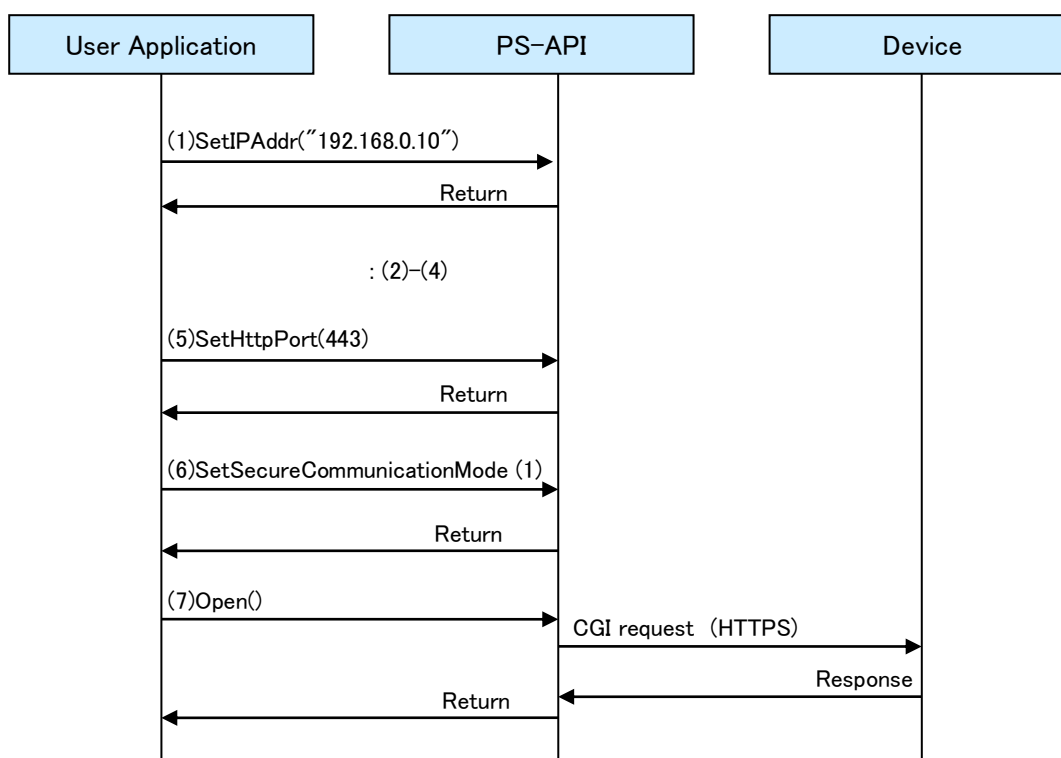 User Application
PS-API
Device
(1)SetIPAddr("192.168.0.10")
Return
: (2)-(4)
(5)SetHttpPort(443)
Return
(6)SetSecureCommunicationMode (1)
Return
(7)Open()
CGI request (HTTPS)
Response
Return